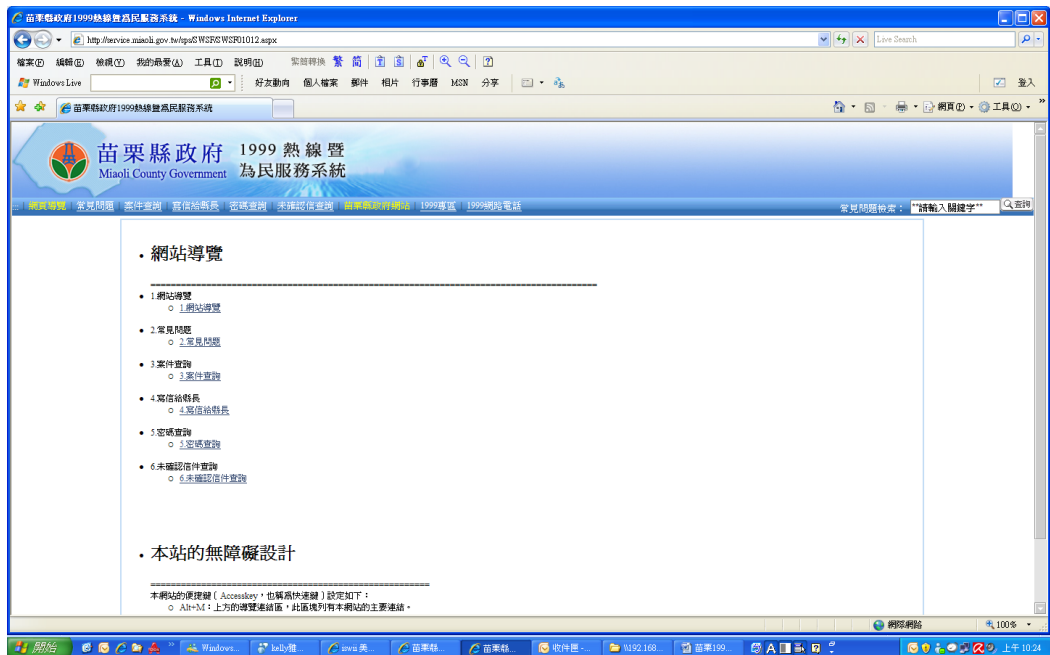 苗栗縣政府1999熱線暨為民服務系統 - Windows Internet Explorer
http://service.miaoli.gov.tw/sps/SWSF/SWSF01012.aspx
Live Search
檔案(F) 編輯(E) 檢視(V) 我的最愛(A) 工具(T) 說明(H) 繁簡轉換 繁 简
Windows Live 好友動向 個人檔案 郵件 相片 行事曆 MSN 分享 登入
苗栗縣政府1999熱線暨為民服務系統 網頁(P) 工具(O)
苗栗縣政府 1999 熱線暨
Miaoli County Government 為民服務系統
網頁導覽 常見問題 案件查詢 寫信給縣長 密碼查詢 未確認信查詢 苗栗縣政府網站 1999專區 1999網路電話
常見問題檢索： **請輸入關鍵字** 查詢
網站導覽
1.網站導覽
1.網站導覽
2.常見問題
2.常見問題
3.案件查詢
3.案件查詢
4.寫信給縣長
4.寫信給縣長
5.密碼查詢
5.密碼查詢
6.未確認信件查詢
6.未確認信件查詢
本站的無障礙設計
本網站的便捷鍵﹝Accesskey，也稱為快速鍵﹞設定如下：
Alt+M：上方的導覽連結區，此區塊列有本網站的主要連結。
網際網路 100%
開始 Windows... kelly雅... 苗栗縣... 苗栗縣... 收件匣 -... \\192.168... 苗栗199... 上午 10:24